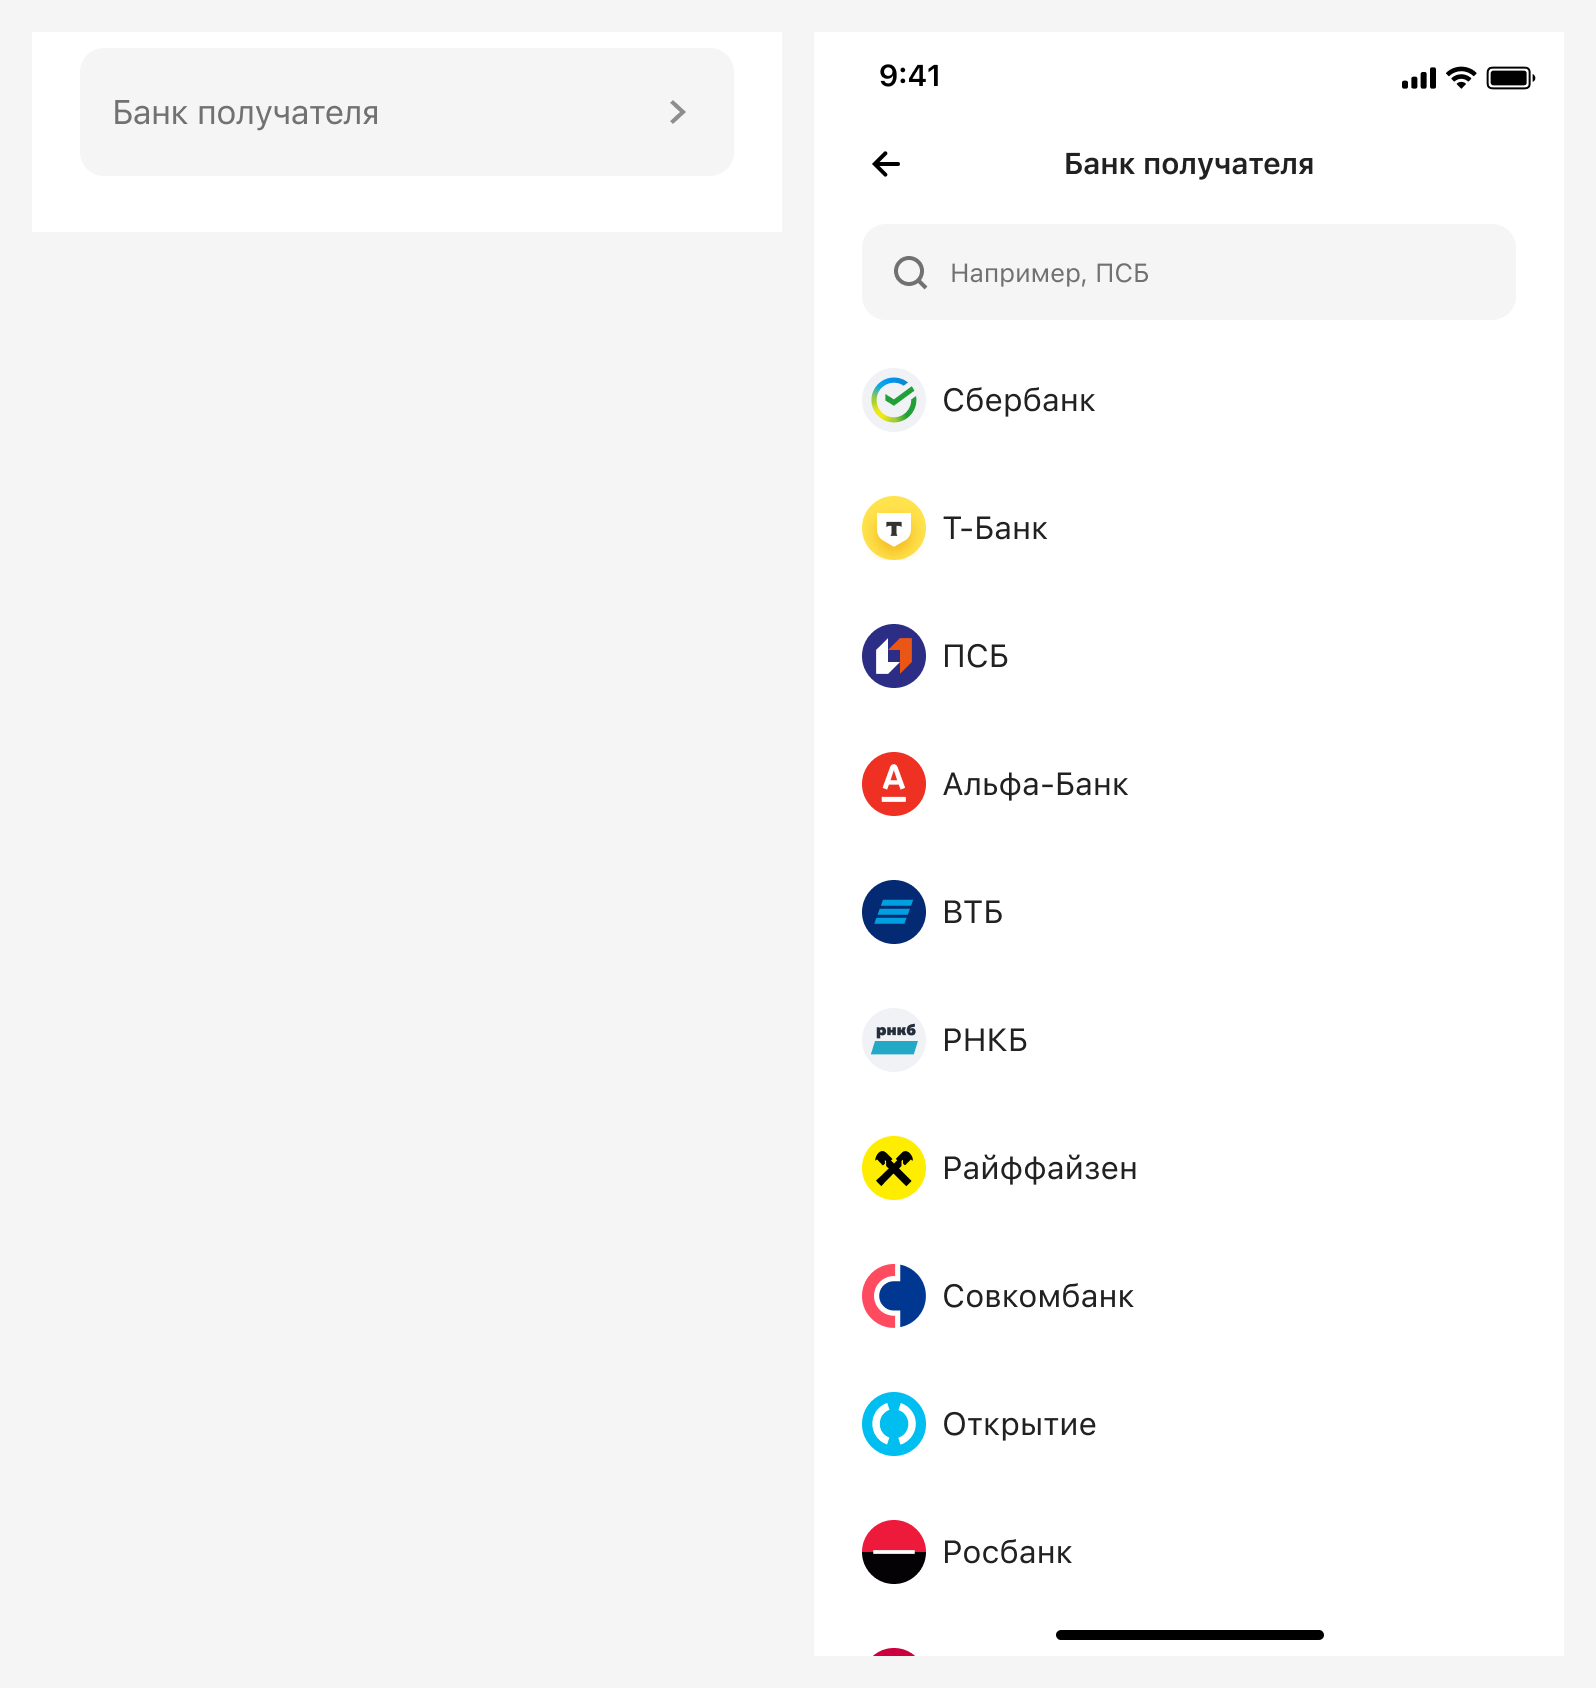 Банк получателя
9:41
Банк получателя
Например, ПСБ
Сбербанк
Т
Т-Банк
ПСБ
А
Альфа-Банк
ВТБ
рнкб
РНКБ
Райффайзен
Совкомбанк
Открытие
Росбанк